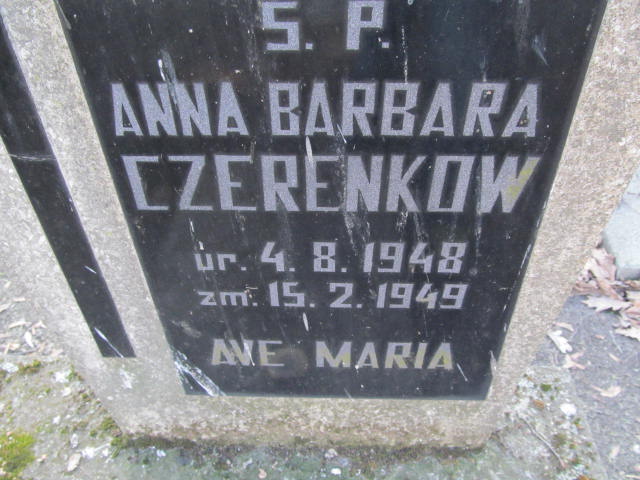 S. P.
ANNA BARBARA
CZERENKOW
ur. 4. 8. 1948
zm. 15. 2. 1949
AVE MARIA